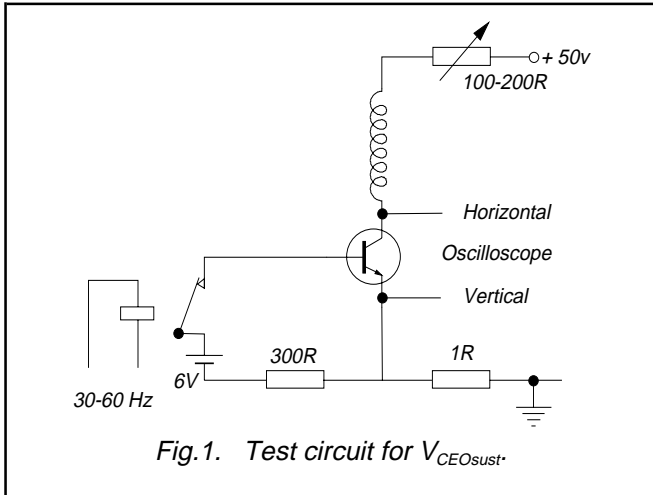 + 50v
100-200R
Horizontal
Oscilloscope
Vertical
300R
1R
6V
30-60 Hz
Fig.1. Test circuit for VCEOsust.